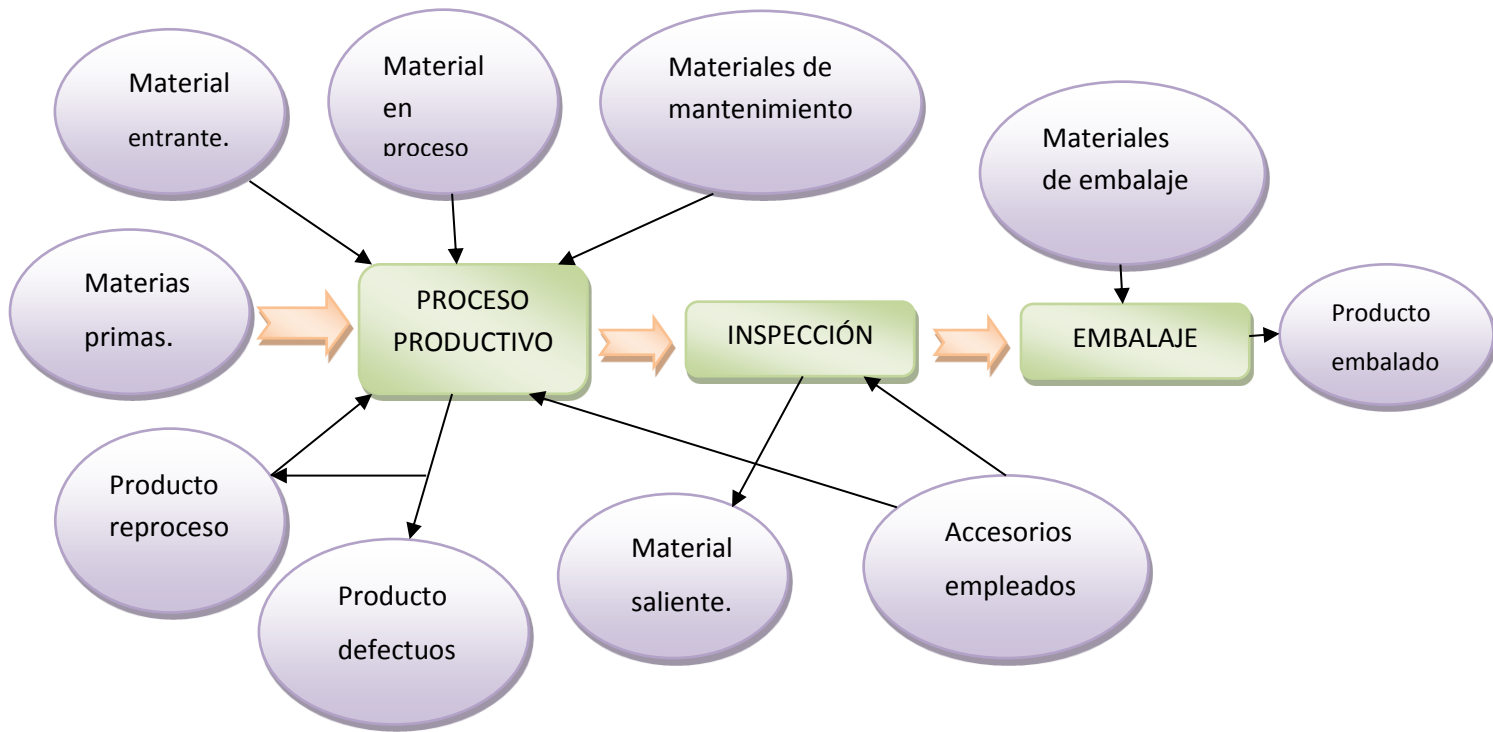 Material
entrante.
Material
en
proceso
Materiales de
mantenimiento
Materiales
de embalaje
Materias
primas.
PROCESO
PRODUCTIVO
INSPECCIÓN
EMBALAJE
Producto
embalado
Producto
reproceso
Producto
defectuos
Material
saliente.
Accesorios
empleados